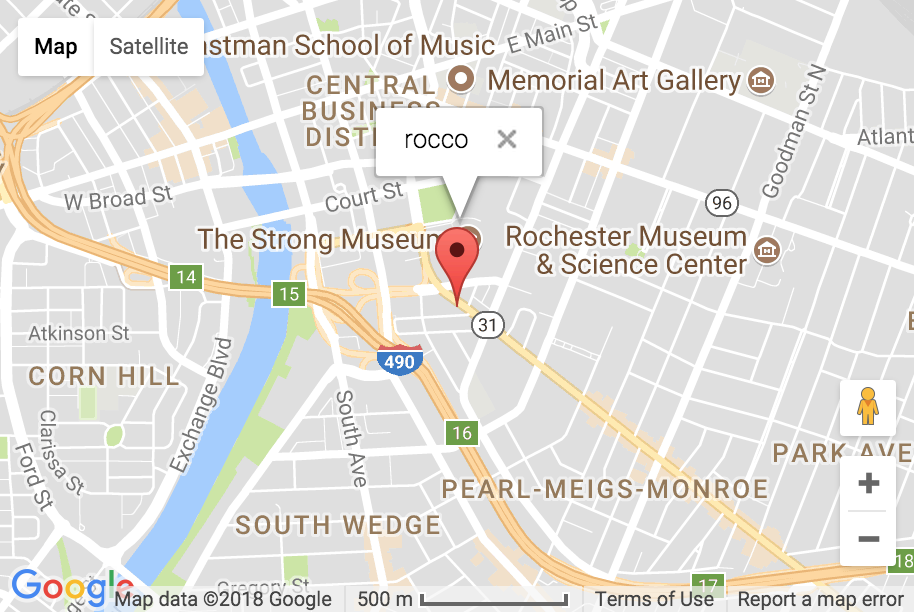 Map
Satellite
astman School of Music
E Main St
CENTRAL
BUSINESS
DIST
Memorial Art Gallery
rocco
Goodman St N
Atlant
W Broad St
Court St
96
The Strong Museum
Rochester Museum
& Science Center
14
15
31
Atkinson St
490
CORN HILL
Exchange Blvd
Clarissa St
Ford St
South Ave
16
PARK AVE
PEARL-MEIGS-MONROE
SOUTH WEDGE
Gregory St
17
18
Google
Map data ©2018 Google
500 m
Terms of Use
Report a map error